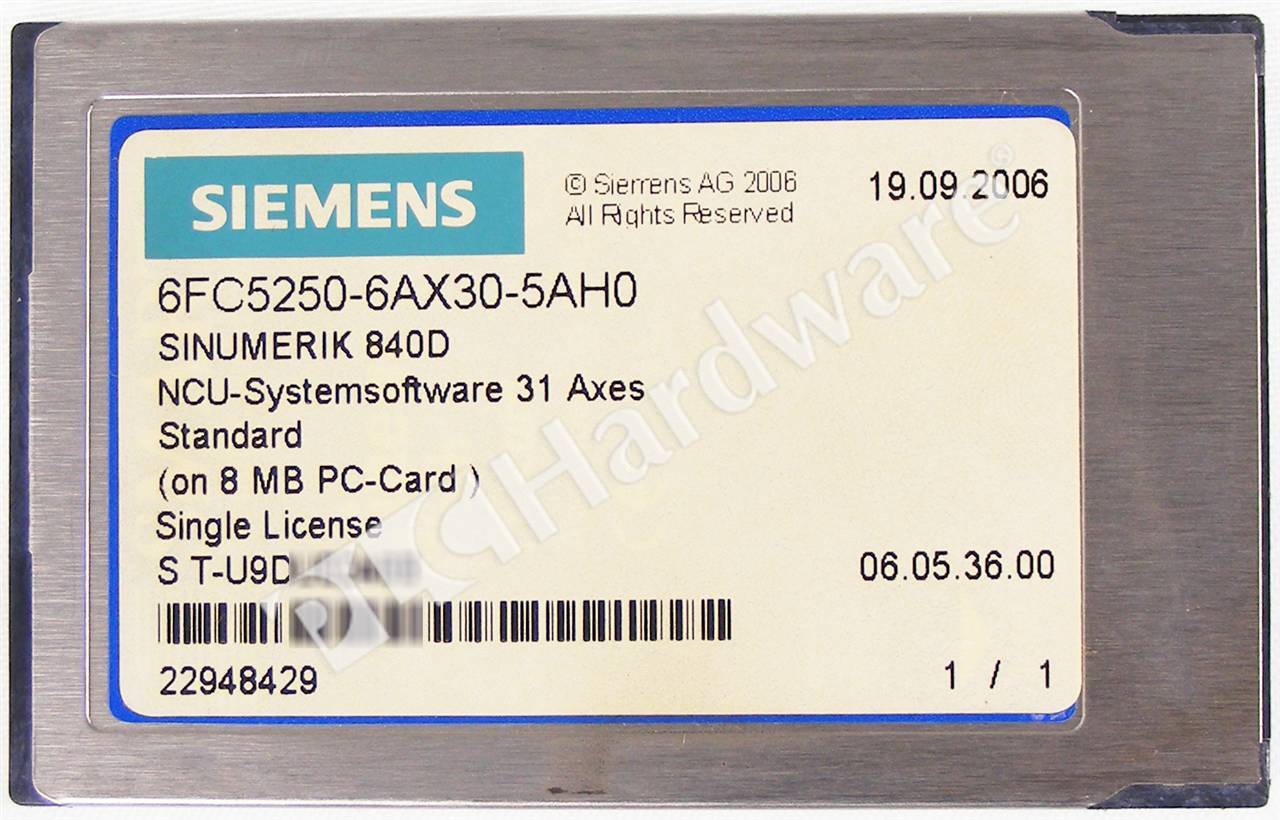 SIEMENS
© Siemens AG 2006
All Rights Reserved
19.09.2006
6FC5250-6AX30-5AH0
SINUMERIK 840D
NCU-Systemsoftware 31 Axes
Standard
(on 8 MB PC-Card )
Single License
S T-U9D
06.05.36.00
22948429
1 / 1
PLCHardware®